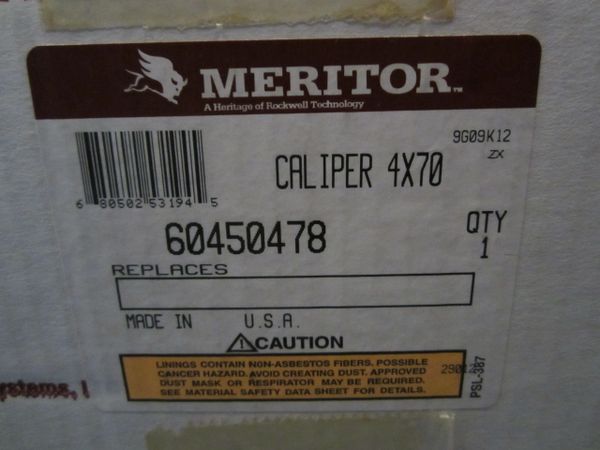 MERITOR™
A Heritage of Rockwell Technology
9G09K12
ZX
CALIPER 4X70
6 80502 53194 5
60450478
QTY
1
REPLACES
MADE IN U.S.A.
CAUTION
LININGS CONTAIN NON-ASBESTOS FIBERS. POSSIBLE
CANCER HAZARD. AVOID CREATING DUST. APPROVED
DUST MASK OR RESPIRATOR MAY BE REQUIRED.
SEE MATERIAL SAFETY DATA SHEET FOR DETAILS.
PSL-387